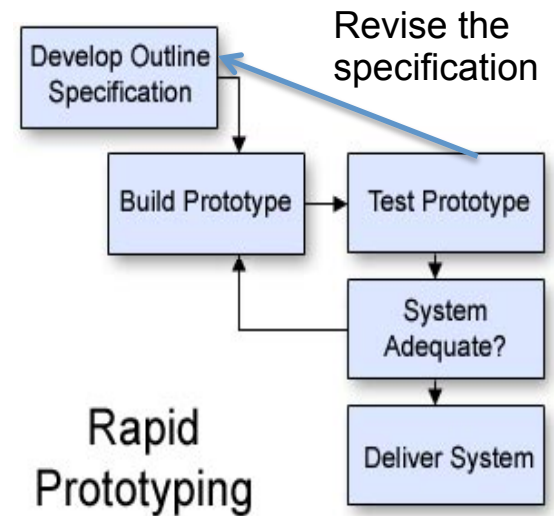 Revise the
specification
Develop Outline
Specification
Build Prototype
Test Prototype
System
Adequate?
Deliver System
Rapid
Prototyping